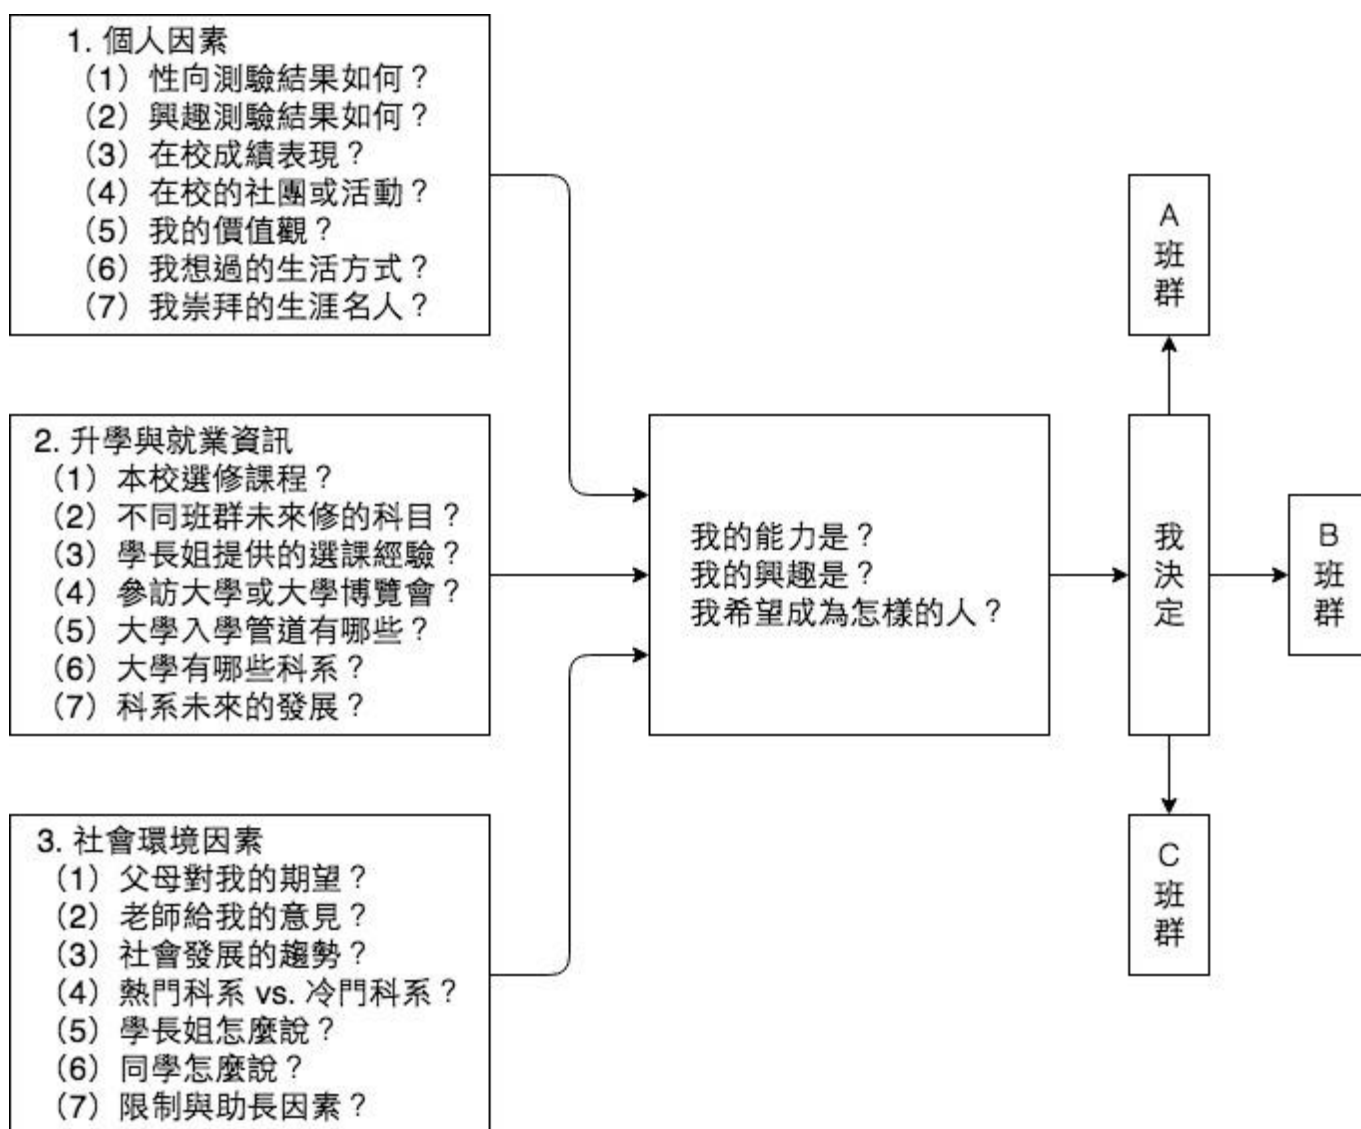 1. 個人因素
（1）性向測驗結果如何？
（2）興趣測驗結果如何？
（3）在校成績表現？
（4）在校的社團或活動？
（5）我的價值觀？
（6）我想過的生活方式？
（7）我崇拜的生涯名人？
2. 升學與就業資訊
（1）本校選修課程？
（2）不同班群未來修的科目？
（3）學長姐提供的選課經驗？
（4）參訪大學或大學博覽會？
（5）大學入學管道有哪些？
（6）大學有哪些科系？
（7）科系未來的發展？
3. 社會環境因素
（1）父母對我的期望？
（2）老師給我的意見？
（3）社會發展的趨勢？
（4）熱門科系 vs. 冷門科系？
（5）學長姐怎麼說？
（6）同學怎麼說？
（7）限制與助長因素？
我的能力是？
我的興趣是？
我希望成為怎樣的人？
我決定
A班群
B班群
C班群